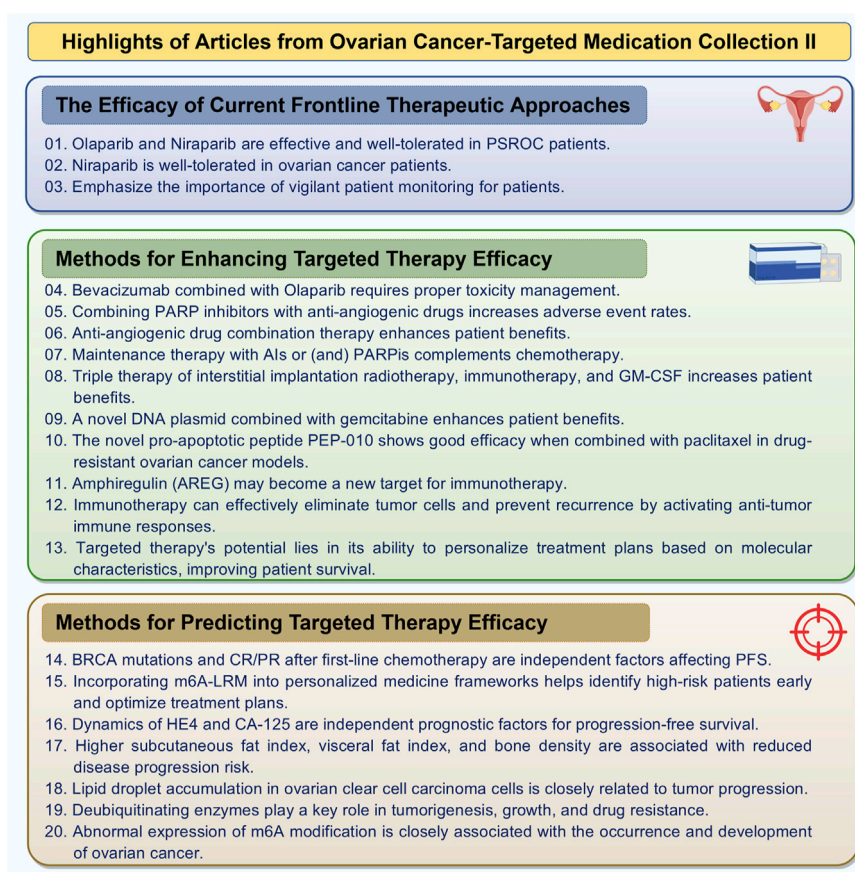 Highlights of Articles from Ovarian Cancer-Targeted Medication Collection II
The Efficacy of Current Frontline Therapeutic Approaches
01. Olaparib and Niraparib are effective and well-tolerated in PSROC patients.
02. Niraparib is well-tolerated in ovarian cancer patients.
03. Emphasize the importance of vigilant patient monitoring for patients.
Methods for Enhancing Targeted Therapy Efficacy
04. Bevacizumab combined with Olaparib requires proper toxicity management.
05. Combining PARP inhibitors with anti-angiogenic drugs increases adverse event rates.
06. Anti-angiogenic drug combination therapy enhances patient benefits.
07. Maintenance therapy with AIs or (and) PARPis complements chemotherapy.
08. Triple therapy of interstitial implantation radiotherapy, immunotherapy, and GM-CSF increases patient
benefits.
09. A novel DNA plasmid combined with gemcitabine enhances patient benefits.
10. The novel pro-apoptotic peptide PEP-010 shows good efficacy when combined with paclitaxel in drug-
resistant ovarian cancer models.
11. Amphiregulin (AREG) may become a new target for immunotherapy.
12. Immunotherapy can effectively eliminate tumor cells and prevent recurrence by activating anti-tumor
immune responses.
13. Targeted therapy's potential lies in its ability to personalize treatment plans based on molecular
characteristics, improving patient survival.
Methods for Predicting Targeted Therapy Efficacy
14. BRCA mutations and CR/PR after first-line chemotherapy are independent factors affecting PFS.
15. Incorporating m6A-LRM into personalized medicine frameworks helps identify high-risk patients early
and optimize treatment plans.
16. Dynamics of HE4 and CA-125 are independent prognostic factors for progression-free survival.
17. Higher subcutaneous fat index, visceral fat index, and bone density are associated with reduced
disease progression risk.
18. Lipid droplet accumulation in ovarian clear cell carcinoma cells is closely related to tumor progression.
19. Deubiquitinating enzymes play a key role in tumorigenesis, growth, and drug resistance.
20. Abnormal expression of m6A modification is closely associated with the occurrence and development
of ovarian cancer.